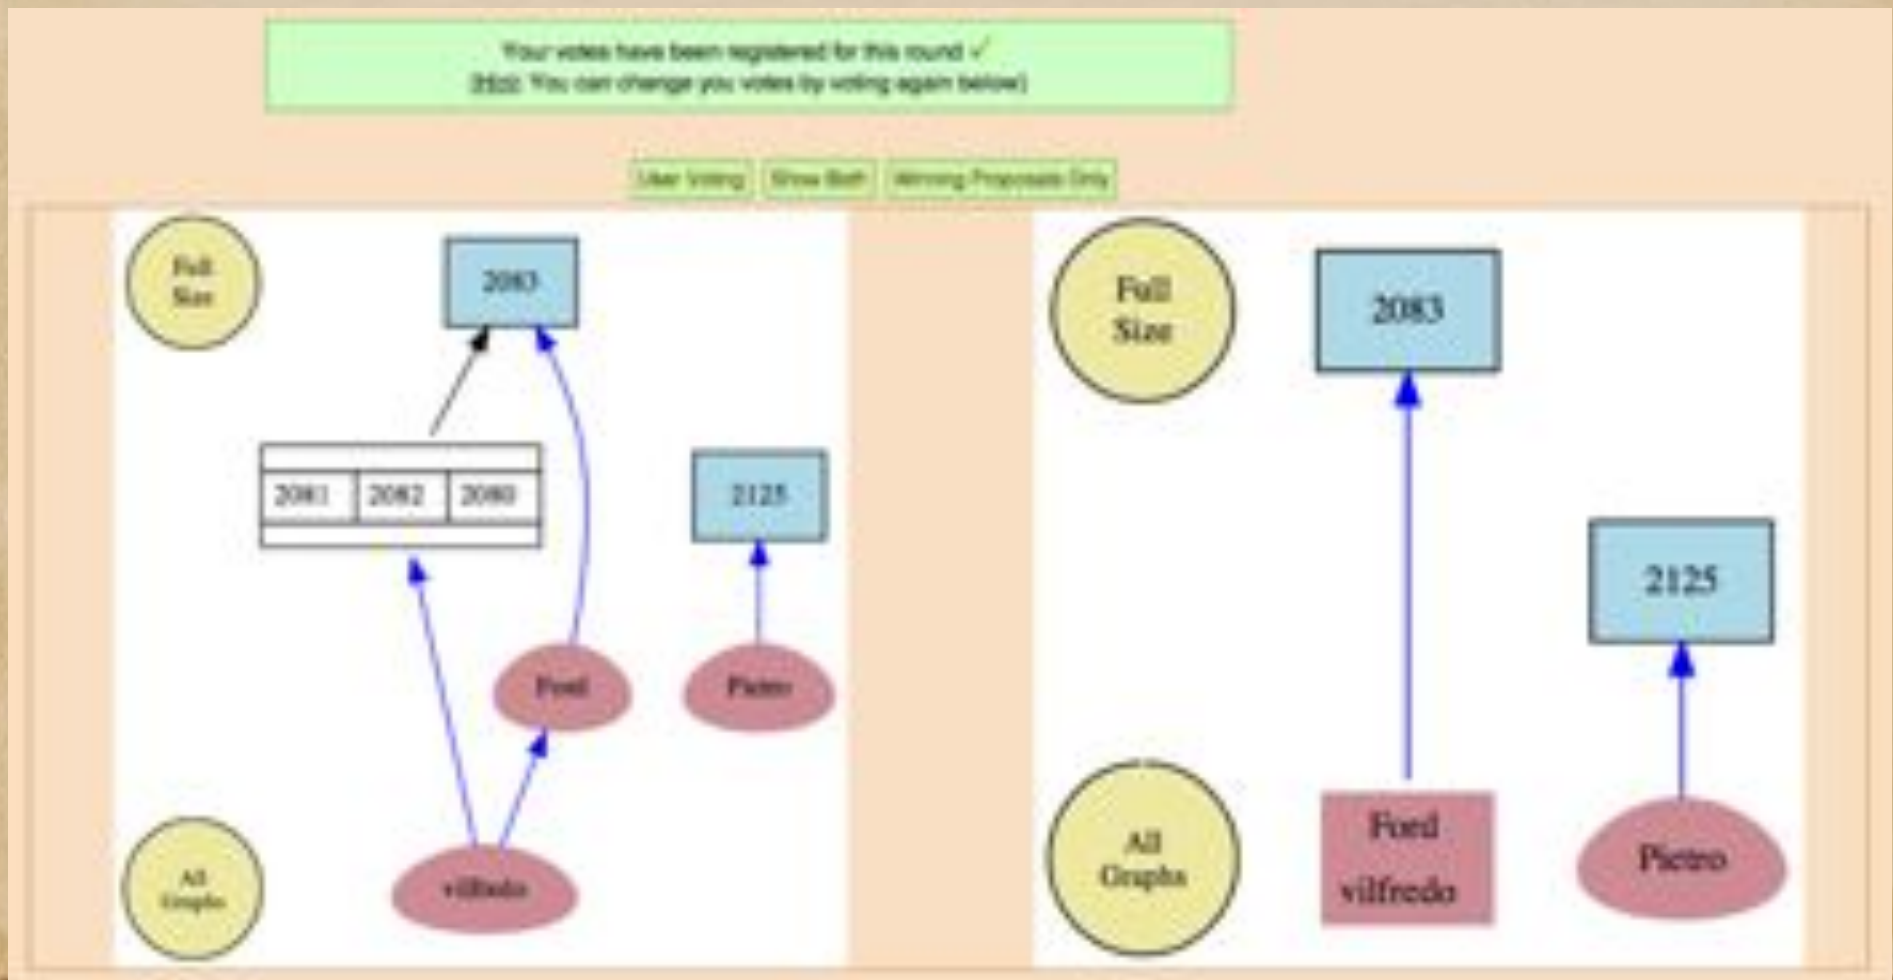 Your votes have been registered for this round ✓
(Hint: You can change you votes by voting again below)
User Voting
Show Both
Winning Proposals Only
Full
Size
2083
2081
2082
2080
2125
Ford
Pietro
vilfredo
All
Graphs
Full
Size
2083
2125
All
Graphs
Ford
vilfredo
Pietro